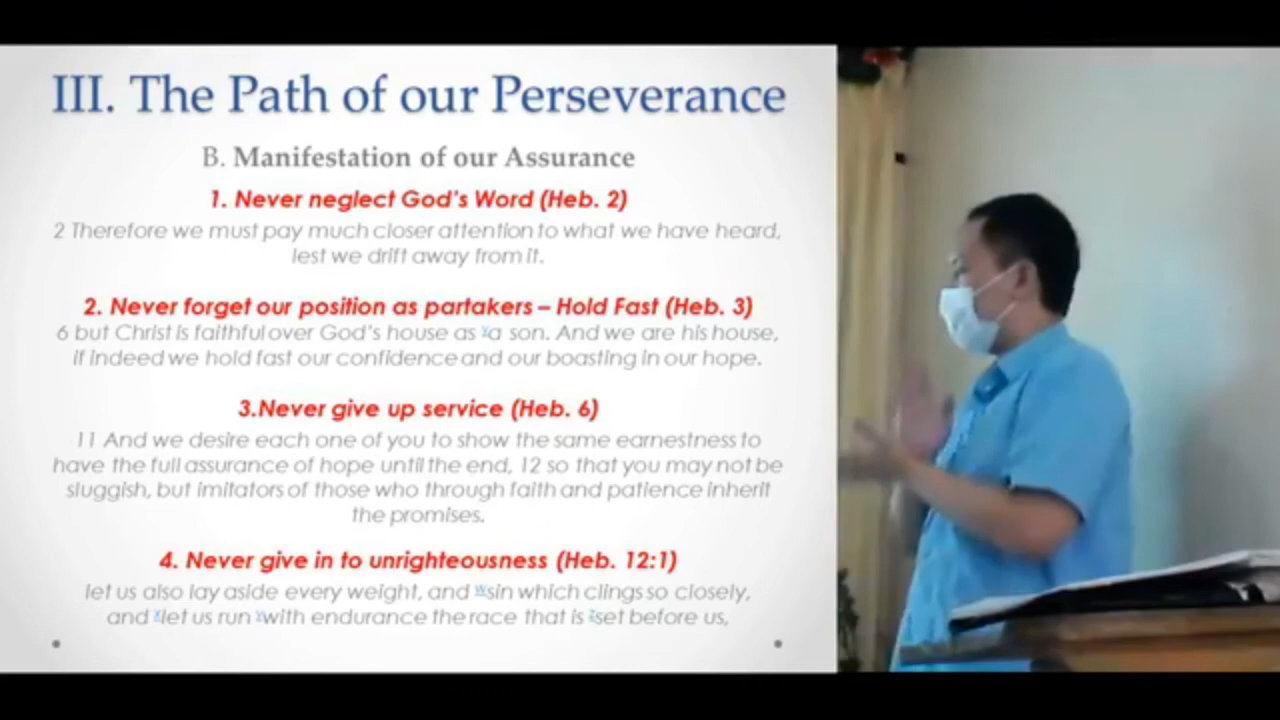 III. The Path of our Perseverance
B. Manifestation of our Assurance
1. Never neglect God's Word (Heb. 2)
2 Therefore we must pay much closer attention to what we have heard,
lest we drift away from it.
2. Never forget our position as partakers – Hold Fast (Heb. 3)
6 but Christ is faithful over God's house as a son. And we are his house,
if indeed we hold fast our confidence and our boasting in our hope.
3.Never give up service (Heb. 6)
11 And we desire each one of you to show the same earnestness to
have the full assurance of hope until the end, 12 so that you may not be
sluggish, but imitators of those who through faith and patience inherit
the promises.
4. Never give in to unrighteousness (Heb. 12:1)
let us also lay aside every weight, and sin which clings so closely,
and let us run with endurance the race that is set before us,